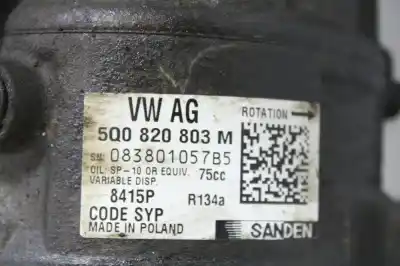 VW AG
ROTATION
5Q0 820 803 M
S.N. 083801057B5
OIL: SP-10 OR EQUIV. 75cc
VARIABLE DISP.
8415P R134a
CODE SYP
MADE IN POLAND SANDEN